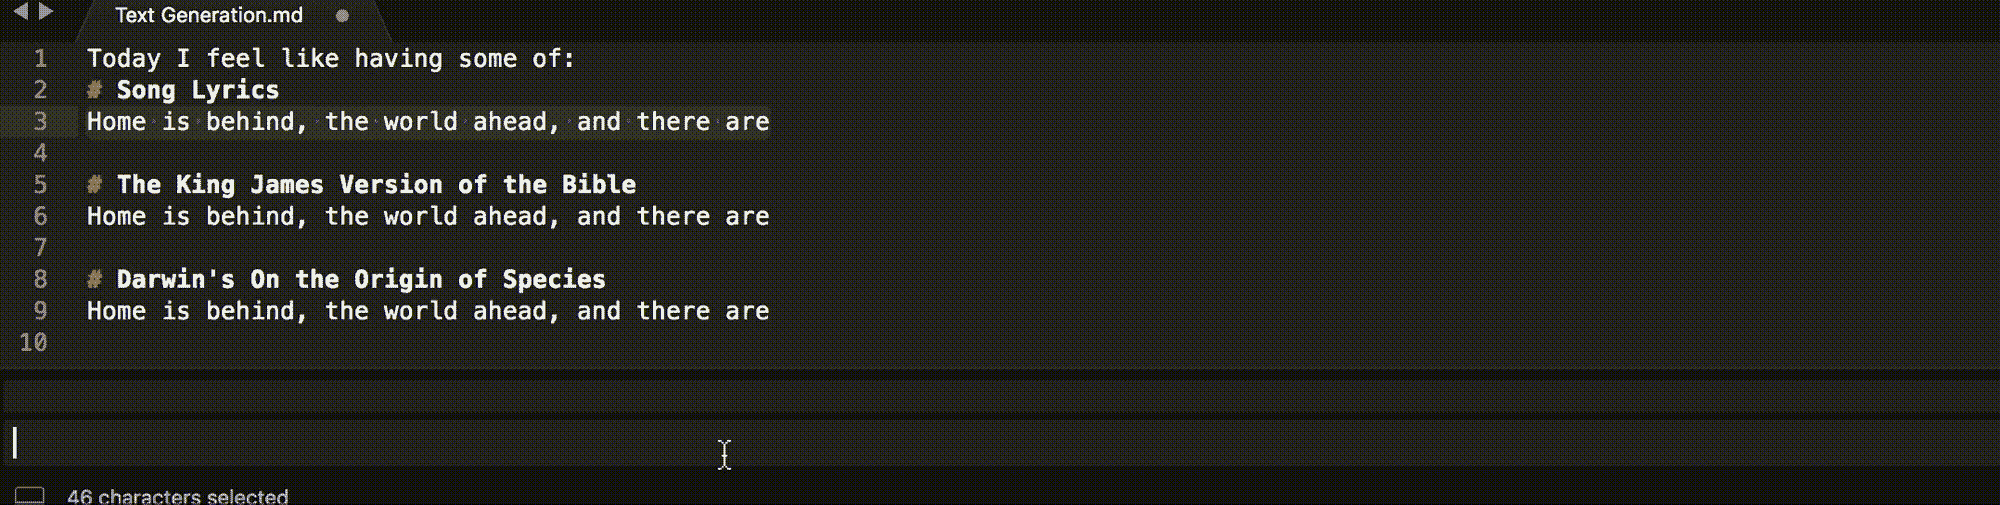 Text Generation.md
1 Today I feel like having some of:
2 # Song Lyrics
3 Home is behind, the world ahead, and there are
4
5 # The King James Version of the Bible
6 Home is behind, the world ahead, and there are
7
8 # Darwin's On the Origin of Species
9 Home is behind, the world ahead, and there are
10
46 characters selected